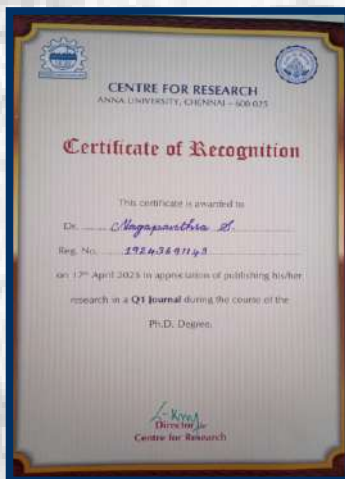 CENTRE FOR RESEARCH
ANNA UNIVERSITY, CHENNAI – 600 025
Certificate of Recognition
This certificate is awarded to
Dr. Nagapavithra S.
Reg. No.
on 17th April 2025 in appreciation of publishing his/her
research in a Q1 Journal during the course of the
Ph.D. Degree.
Director
Centre for Research